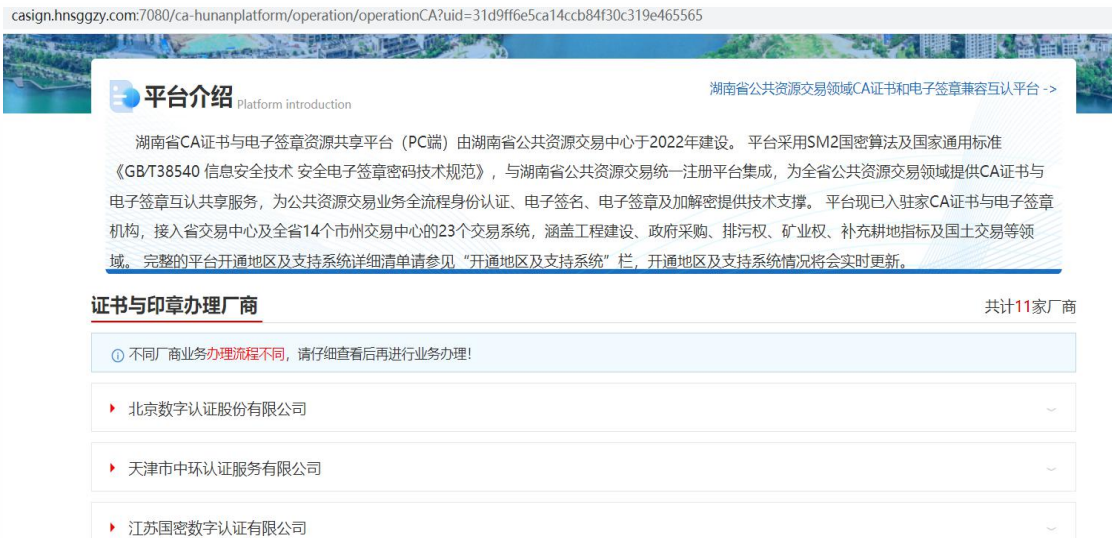 casign.hnsggzy.com:7080/ca-hunanplatform/operation/operationCA?uid=31d9ff6e5ca14ccb84f30c319e465565
平台介绍 Platform introduction
湖南省公共资源交易领域CA证书和电子签章兼容互认平台 ->
湖南省CA证书与电子签章资源共享平台（PC端）由湖南省公共资源交易中心于2022年建设。 平台采用SM2国密算法及国家通用标准
《GB/T38540 信息安全技术 安全电子签章密码技术规范》，与湖南省公共资源交易统一注册平台集成，为全省公共资源交易领域提供CA证书与
电子签章互认共享服务，为公共资源交易业务全流程身份认证、电子签名、电子签章及加解密提供技术支撑。 平台现已入驻家CA证书与电子签章
机构，接入省交易中心及全省14个市州交易中心的23个交易系统，涵盖工程建设、政府采购、排污权、矿业权、补充耕地指标及国土交易等领
域。 完整的平台开通地区及支持系统详细清单请参见“开通地区及支持系统”栏，开通地区及支持系统情况将会实时更新。
证书与印章办理厂商
共计11家厂商
不同厂商业务办理流程不同，请仔细查看后再进行业务办理！
北京数字认证股份有限公司
天津市中环认证服务有限公司
江苏国密数字认证有限公司